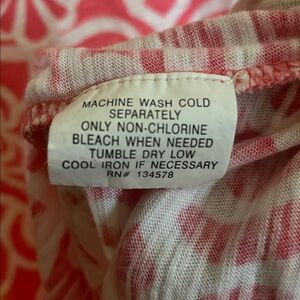 MACHINE WASH COLD
SEPARATELY
ONLY NON-CHLORINE
BLEACH WHEN NEEDED
TUMBLE DRY LOW
COOL IRON IF NECESSARY
RN# 134578